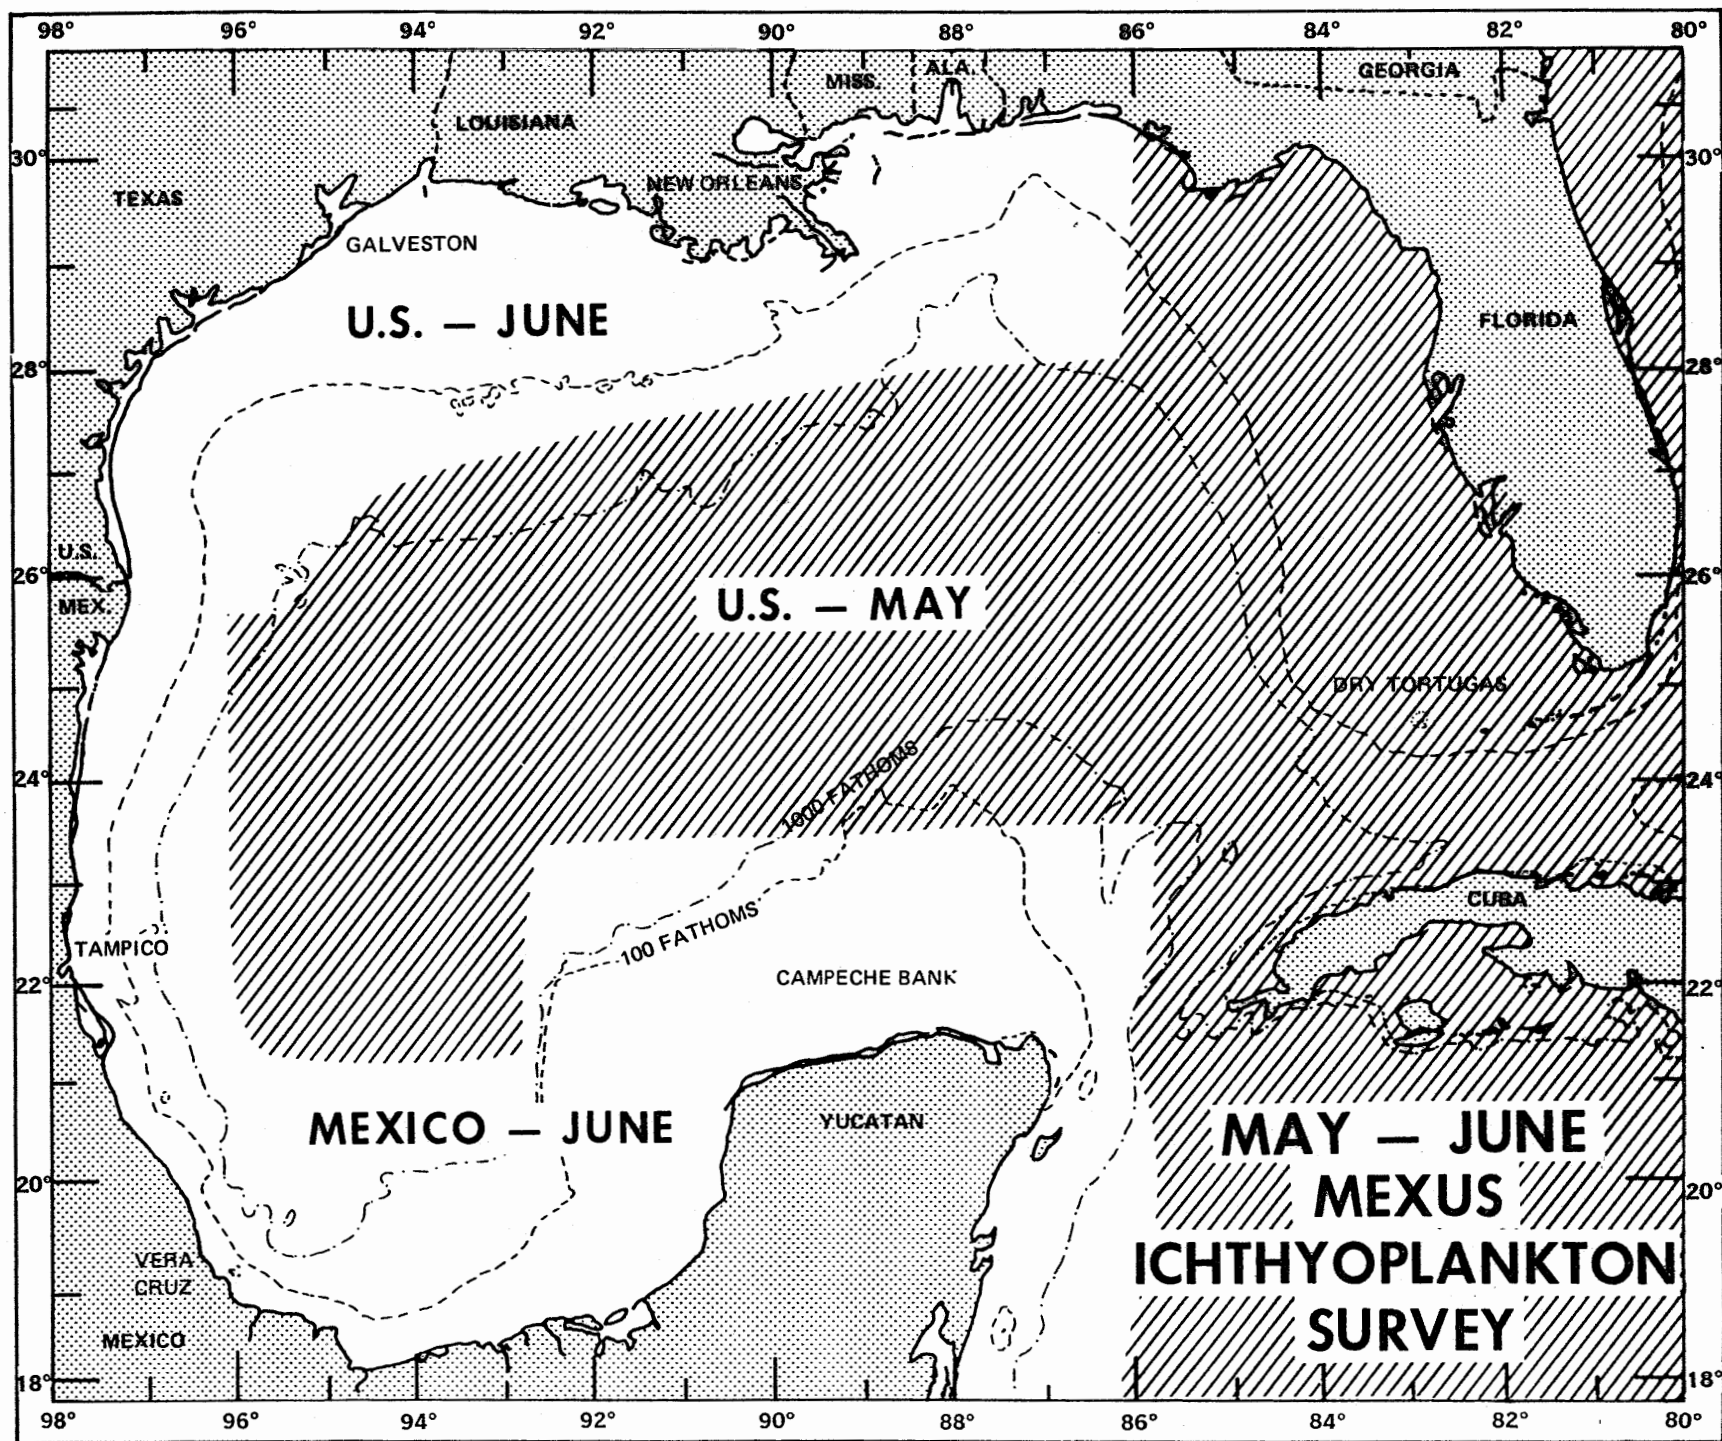 98° 96° 94° 92° 90° 88° 86° 84° 82° 80°
MISS.
ALA.
GEORGIA
LOUISIANA
30°
30°
TEXAS
NEW ORLEANS
GALVESTON
U.S. — JUNE
FLORIDA
28°
28°
U.S.
26°
26°
MEX.
U.S. — MAY
DRY TORTUGAS
24°
24°
1000 FATHOMS
CUBA
100 FATHOMS
TAMPICO
CAMPECHE BANK
22°
22°
MEXICO — JUNE
YUCATAN
MAY — JUNE
MEXUS
ICHTHYOPLANKTON
SURVEY
20°
20°
VERA
CRUZ
MEXICO
18°
18°
98° 96° 94° 92° 90° 88° 86° 84° 82° 80°